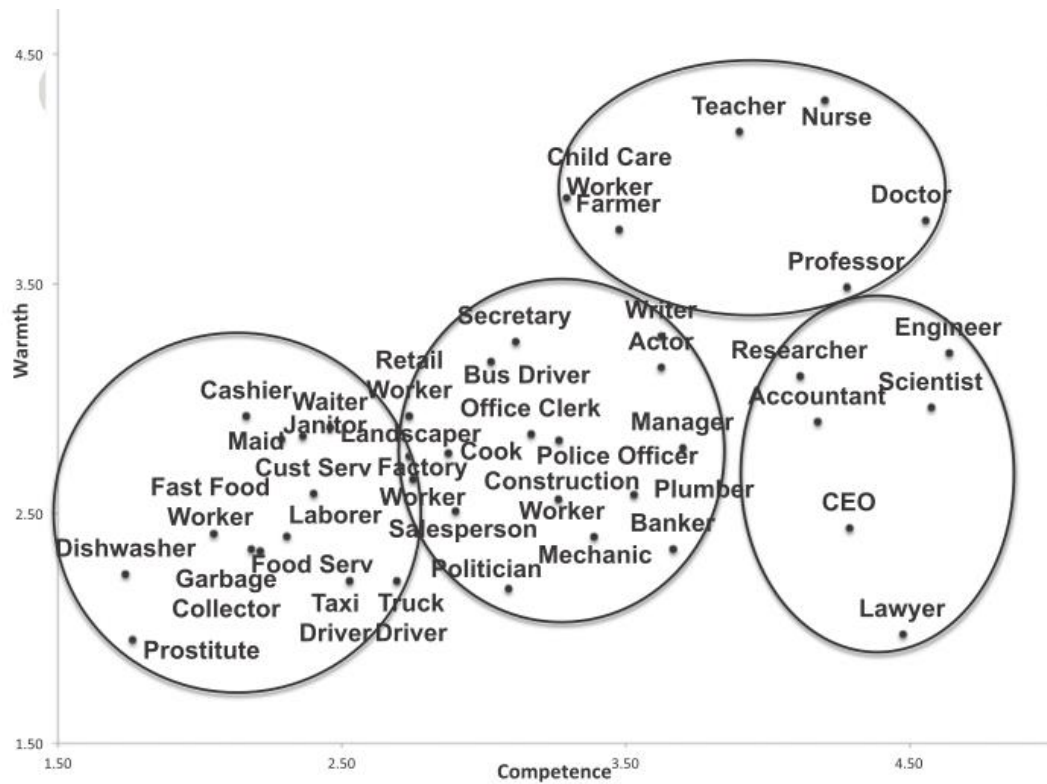 4.50
Teacher
Nurse
Child Care
Worker
Farmer
Doctor
Professor
3.50
Warmth
Secretary
Writer
Actor
Engineer
Researcher
Scientist
Accountant
Retail
Worker
Bus Driver
Cashier
Waiter
Office Clerk
Manager
Janitor
Landscaper
Maid
Cook
Police Officer
Cust Serv
Factory
Worker
Construction
Worker
Plumber
Fast Food
Worker
CEO
2.50
Laborer
Salesperson
Banker
Dishwasher
Food Serv
Mechanic
Politician
Garbage
Collector
Taxi
Driver
Truck
Driver
Lawyer
Prostitute
1.50
1.50
2.50
3.50
4.50
Competence